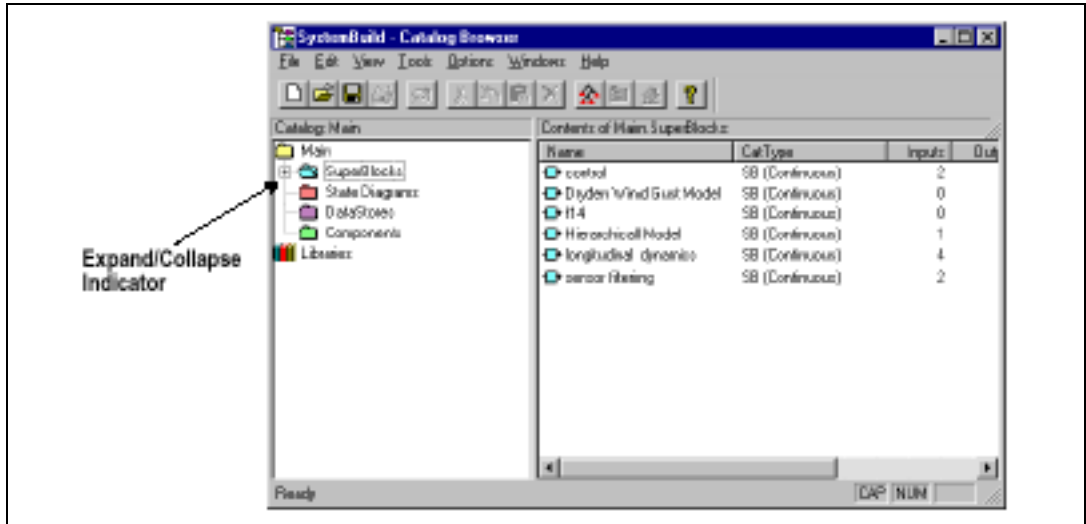 SystemBuild - Catalog Browser
File Edit View Tools Options Windows Help
Catalog: Main
Contents of Main.SuperBlocks:
Main
SuperBlocks
State Diagrams
DataStores
Components
Libraries
Name CatType Inputs Out
control SB (Continuous) 2
Dryden Wind Gust Model SB (Continuous) 0
f14 SB (Continuous) 0
Hierarchical Model SB (Continuous) 1
longitudinal dynamics SB (Continuous) 4
sensor filtering SB (Continuous) 2
Expand/Collapse
Indicator
Ready CAP NUM